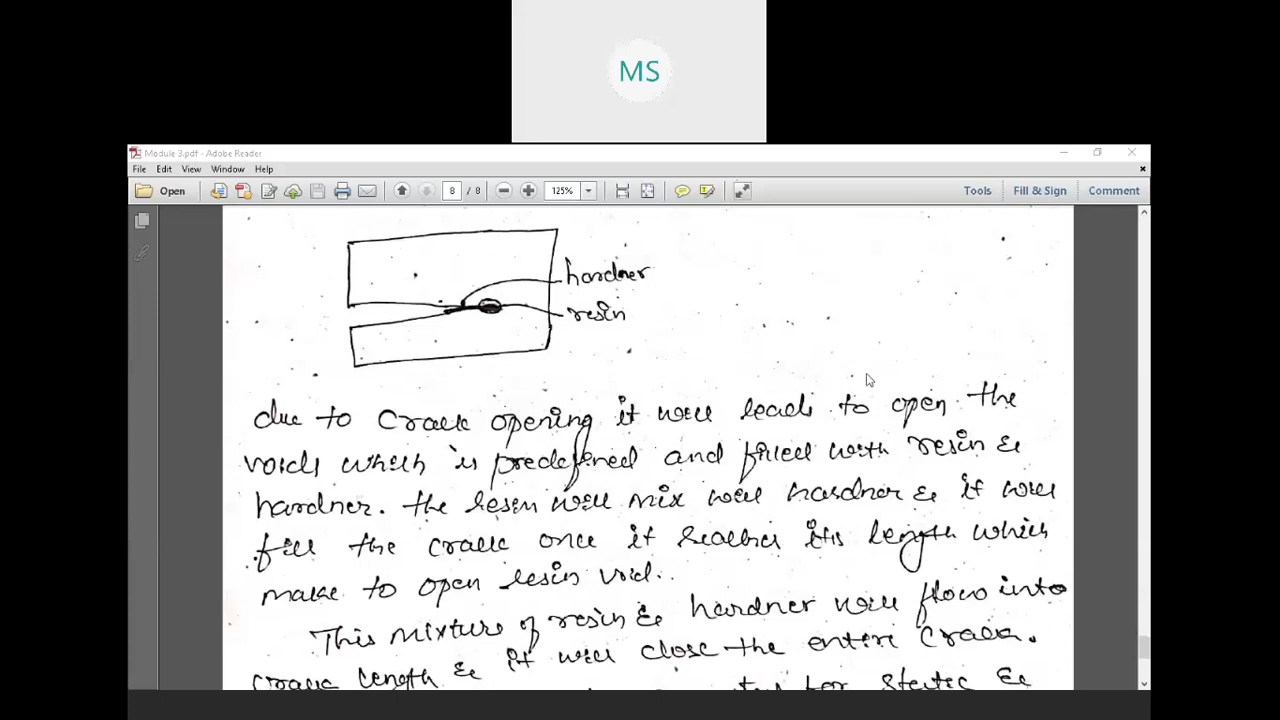 MS
Module 3.pdf - Adobe Reader
File Edit View Window Help
Open 8 / 8 125% Tools Fill & Sign Comment
hardner
resin
due to crack opening it will leads to open the
voids which is predefined and filled with resin &
hardner. the resin will mix will hardner & it will
fill the crack once it reaches its length which
make to open resin void.
This mixture of resin & hardner will flow into
crack length & it will close the entire crack.
for static &